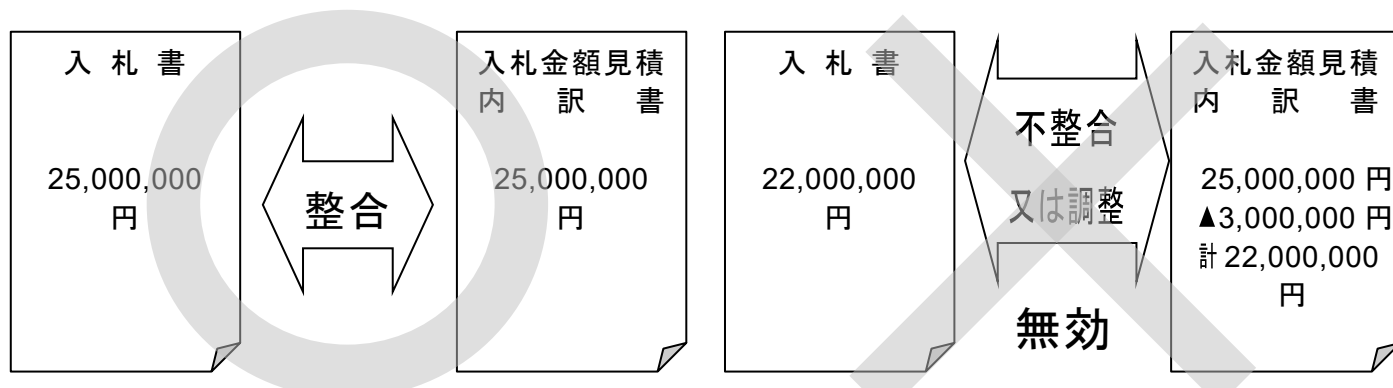 入札書
25,000,000
円
整合
入札金額見積
内訳書
25,000,000
円
入札書
22,000,000
円
不整合
又は調整
無効
入札金額見積
内訳書
25,000,000 円
▲3,000,000 円
計 22,000,000
円